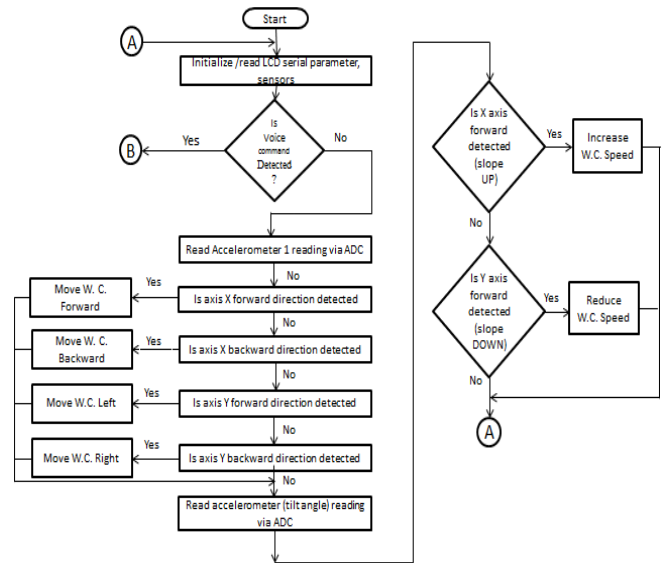 Start
A
Initialize /read LCD serial parameter,
sensors
Is
Voice
command
Detected
?
Yes
No
B
Read Accelerometer 1 reading via ADC
No
Is axis X forward direction detected
Yes
Move W. C.
Forward
No
Is axis X backward direction detected
Yes
Move W. C.
Backward
No
Is axis Y forward direction detected
Yes
Move W.C. Left
No
Is axis Y backward direction detected
Yes
Move W.C. Right
No
Read accelerometer (tilt angle) reading
via ADC
Is X axis
forward
detected
(slope
UP)
Yes
Increase
W.C. Speed
No
Is Y axis
forward
detected
(slope
DOWN)
Yes
Reduce
W.C. Speed
No
A